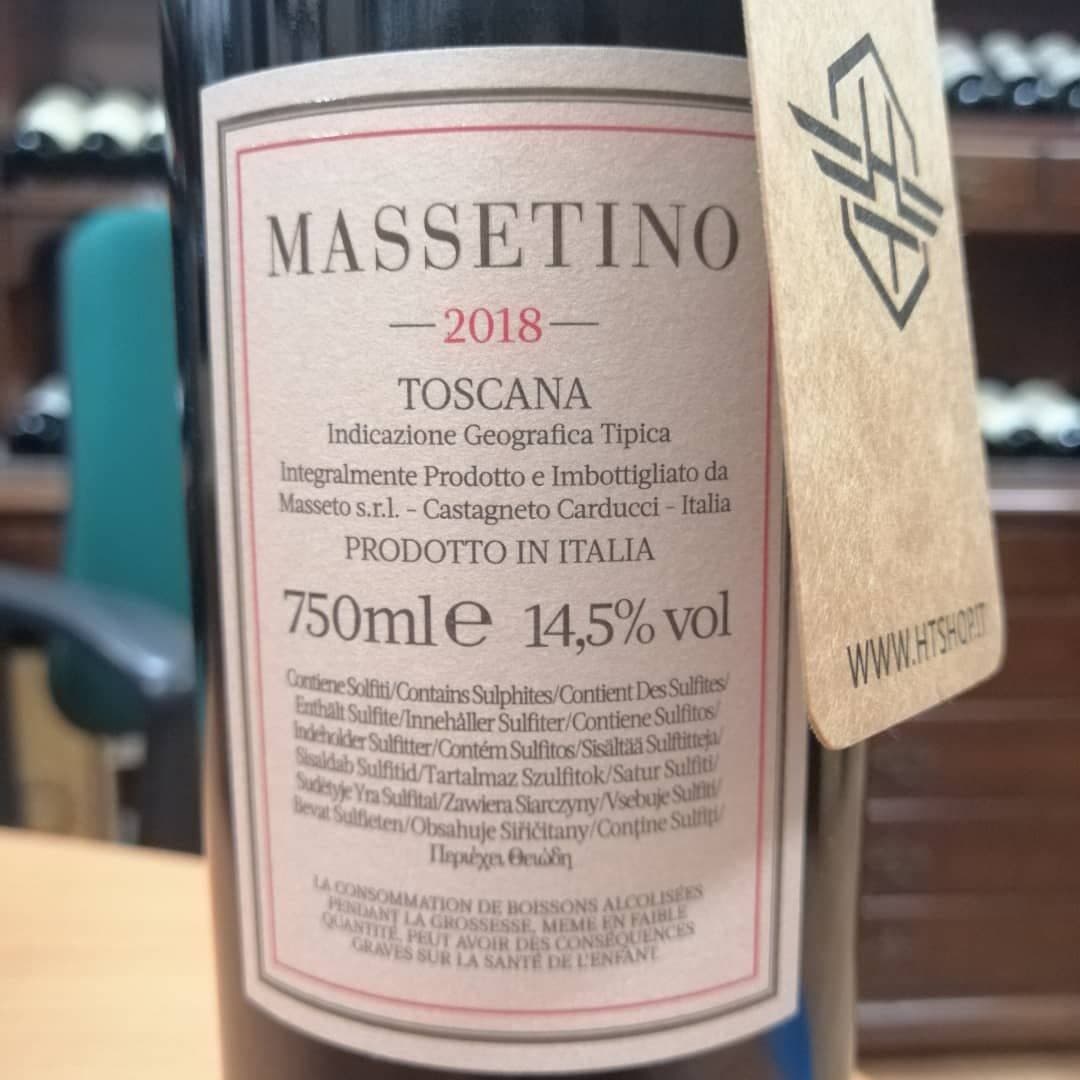 MASSETINO
2018
TOSCANA
Indicazione Geografica Tipica
Integralmente Prodotto e Imbottigliato da
Masseto s.r.l. - Castagneto Carducci - Italia
PRODOTTO IN ITALIA
750ml e 14,5% vol
Contiene Solfiti/Contains Sulphites/Contient Des Sulfites/
Enthält Sulfite/Innehåller Sulfiter/Contiene Sulfitos/
Indeholder Sulfitter/Contém Sulfitos/Sisältää Sulfiitteja/
Sisaldab Sulfitid/Tartalmaz Szulfitok/Satur Sulfiti/
Sudėtyje Yra Sulfitai/Zawiera Siarczyny/Vsebuje Sulfiti/
Bevat Sulfieten/Obsahuje Siřičitany/Conţine Sulfiţi/
Περιέχει Θειώδη
LA CONSOMMATION DE BOISSONS ALCOLISÉES
PENDANT LA GROSSESSE, MEME EN FAIBLE
QUANTITÉ, PEUT AVOIR DES CONSÉQUENCES
GRAVES SUR LA SANTÉ DE L'ENFANT.
WWW.HTSHOP.IT